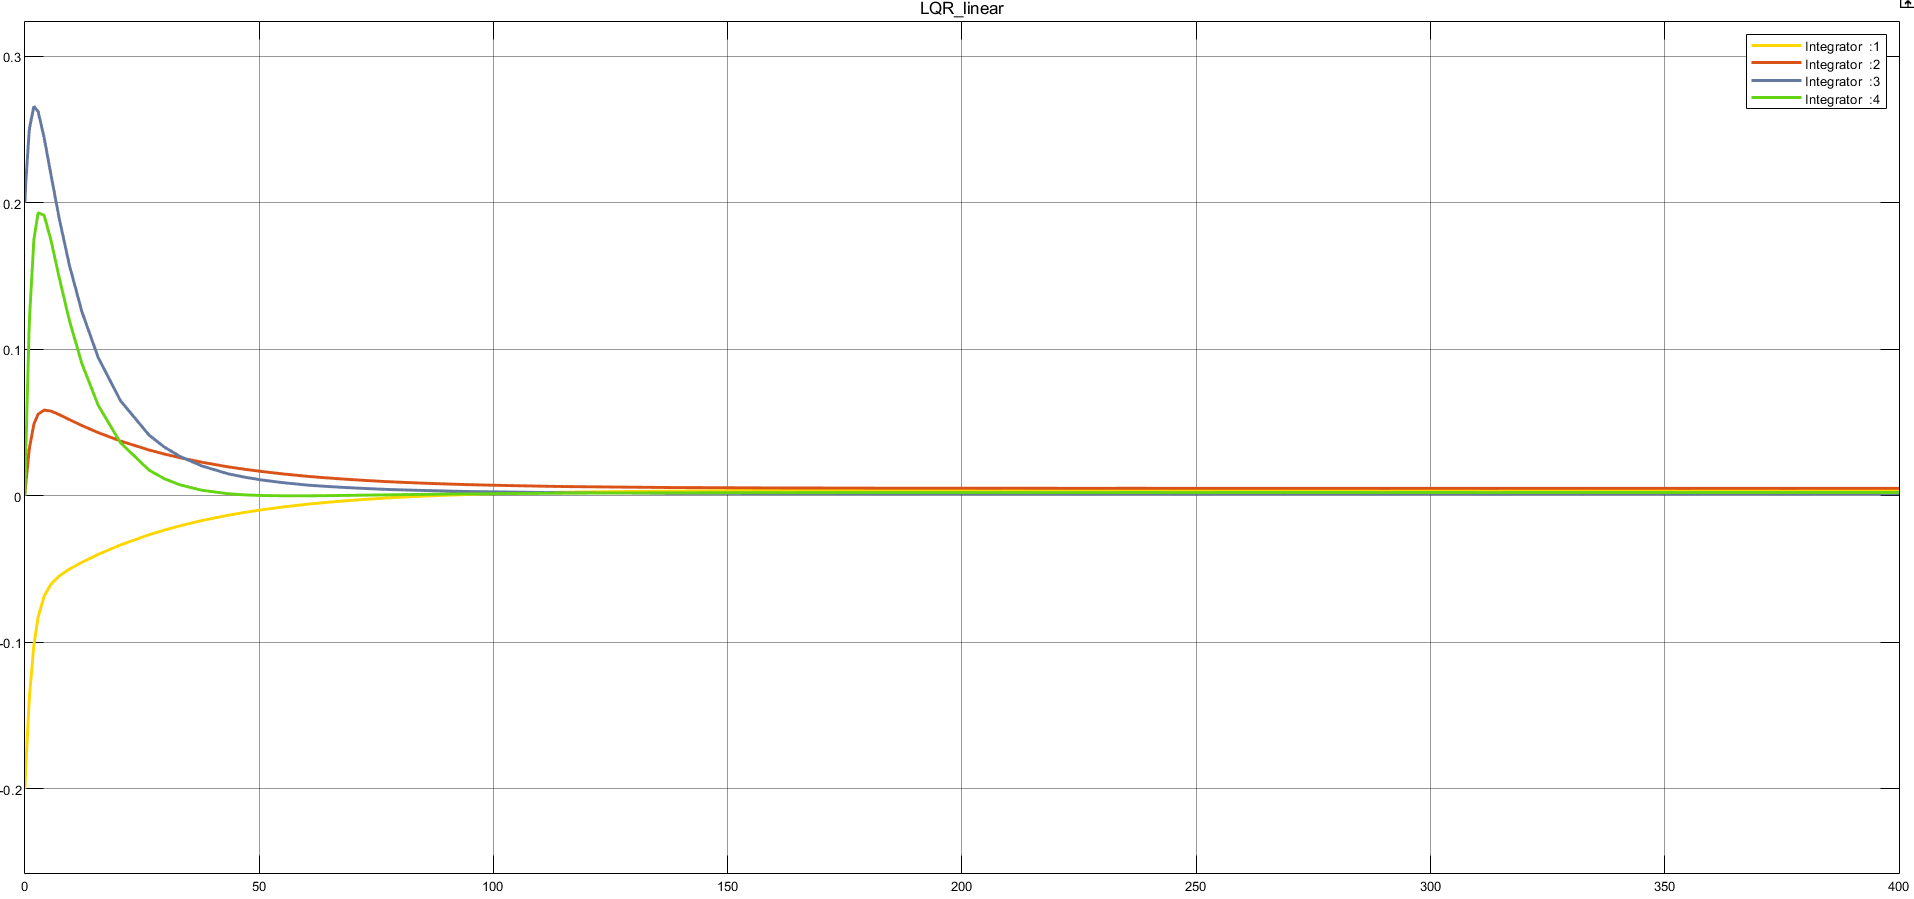 LQR_linear
Integrator :1
Integrator :2
Integrator :3
Integrator :4
0.3
0.2
0.1
0
-0.1
-0.2
0 50 100 150 200 250 300 350 400